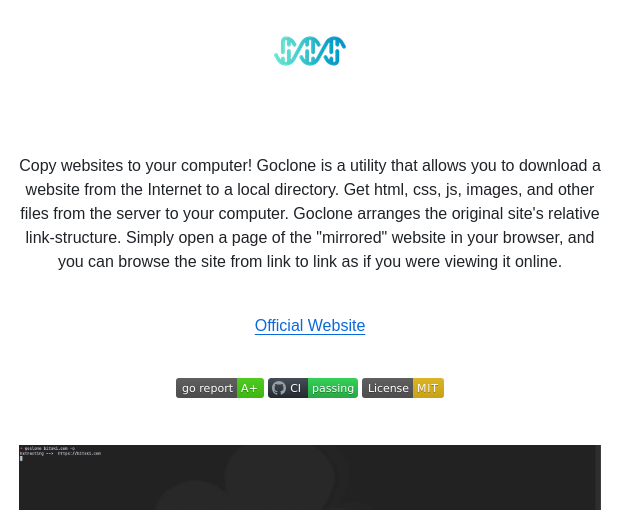 Copy websites to your computer! Goclone is a utility that allows you to download a
website from the Internet to a local directory. Get html, css, js, images, and other
files from the server to your computer. Goclone arranges the original site's relative
link-structure. Simply open a page of the "mirrored" website in your browser, and
you can browse the site from link to link as if you were viewing it online.
Official Website
go report A+ CI passing License MIT
goclone
Extracting --> https://